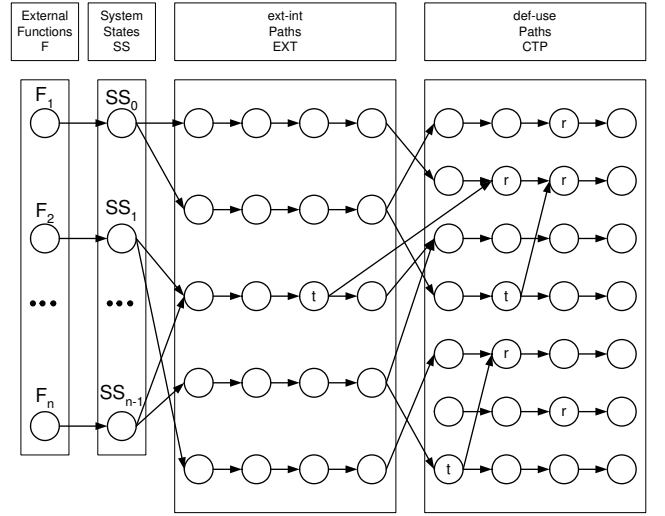 External
Functions
F
System
States
SS
ext-int
Paths
EXT
def-use
Paths
CTP
F1
SS0
r
r
r
F2
SS1
•••
•••
t
t
r
Fn
SSn-1
r
t